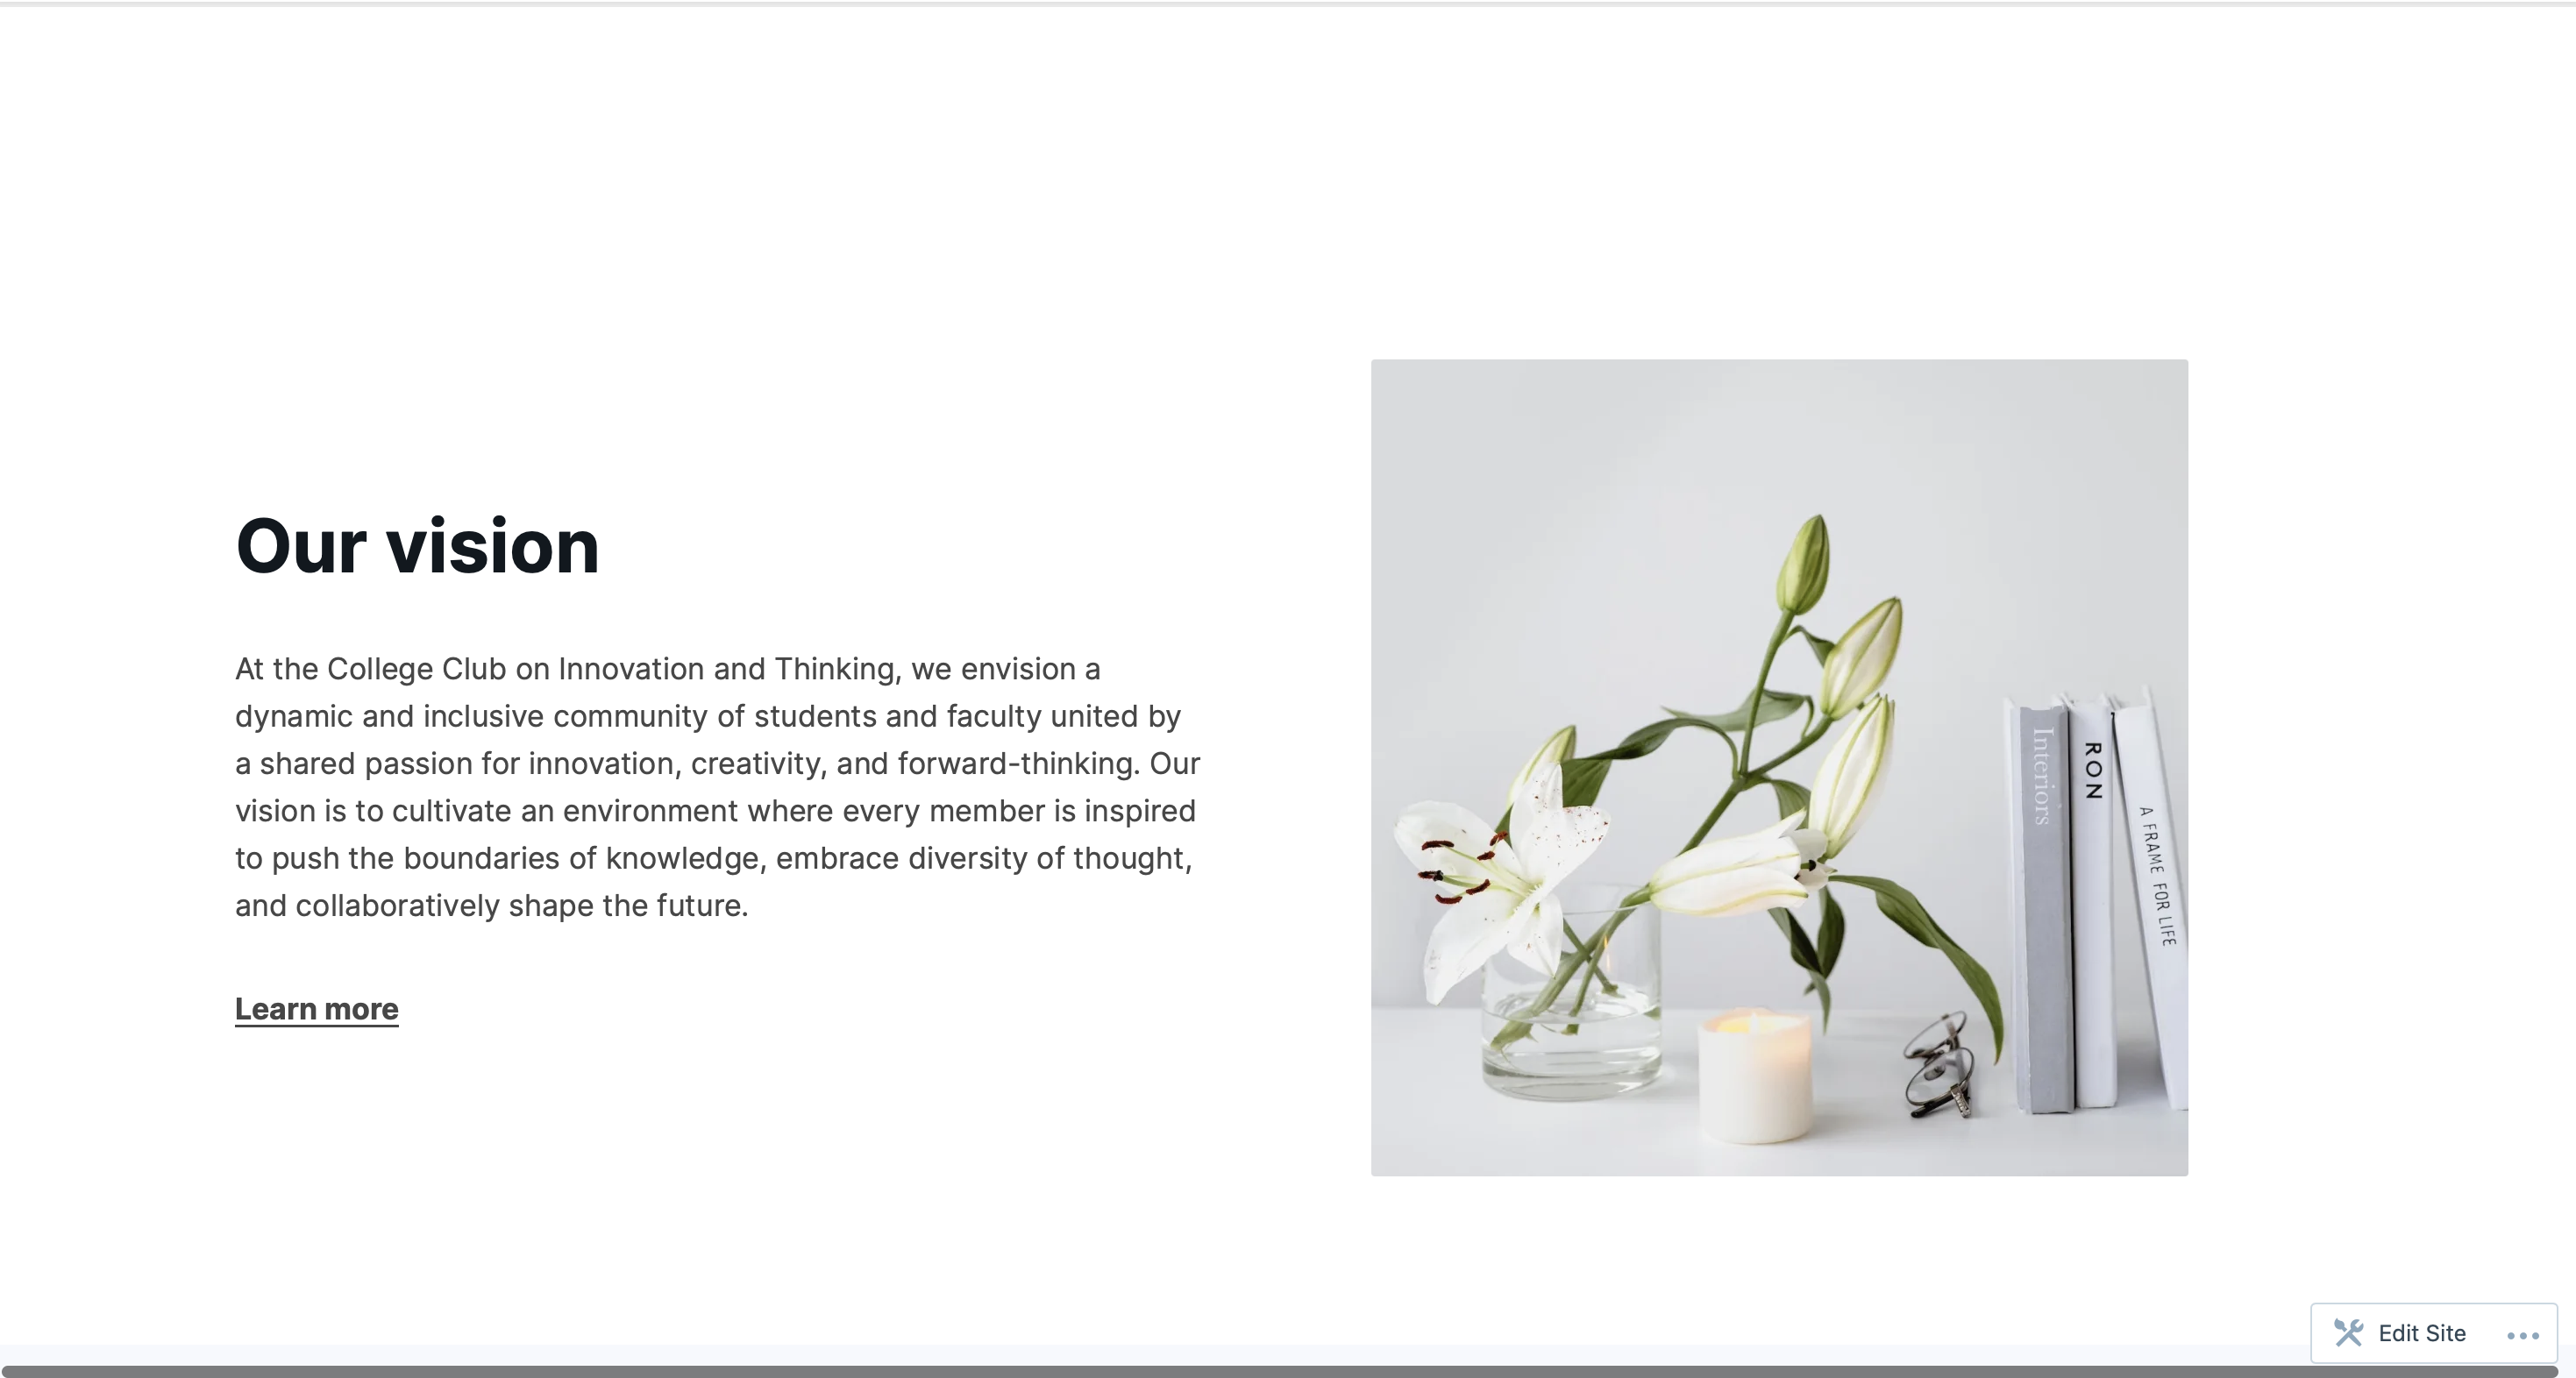 Our vision
At the College Club on Innovation and Thinking, we envision a
dynamic and inclusive community of students and faculty united by
a shared passion for innovation, creativity, and forward-thinking. Our
vision is to cultivate an environment where every member is inspired
to push the boundaries of knowledge, embrace diversity of thought,
and collaboratively shape the future.
Learn more
Interiors
RON
A FRAME FOR LIFE
Edit Site